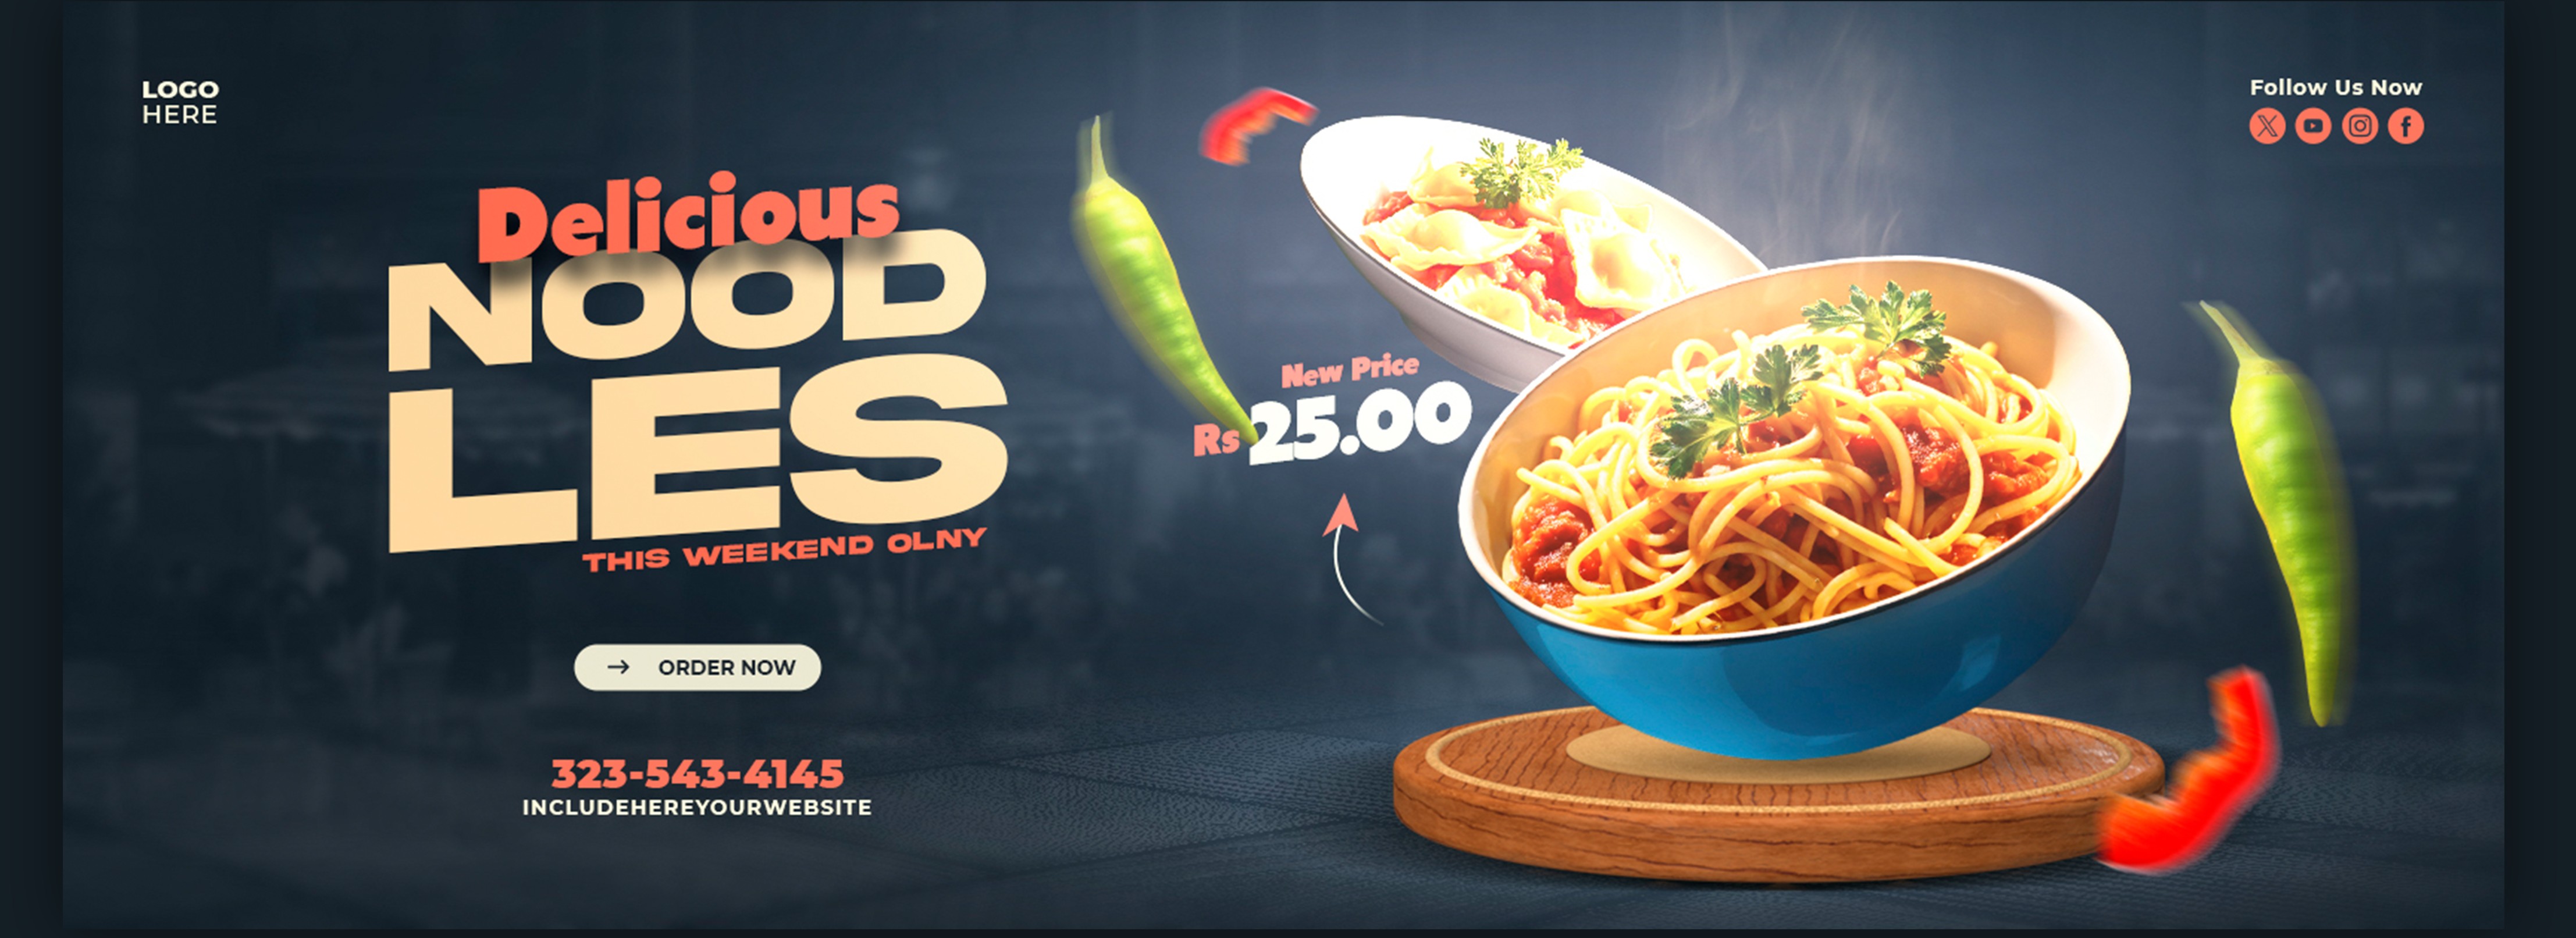 LOGO
HERE
Follow Us Now
Delicious
NOOD
LES
THIS WEEKEND OLNY
New Price
Rs 25.00
ORDER NOW
323-543-4145
INCLUDEHEREYOURWEBSITE